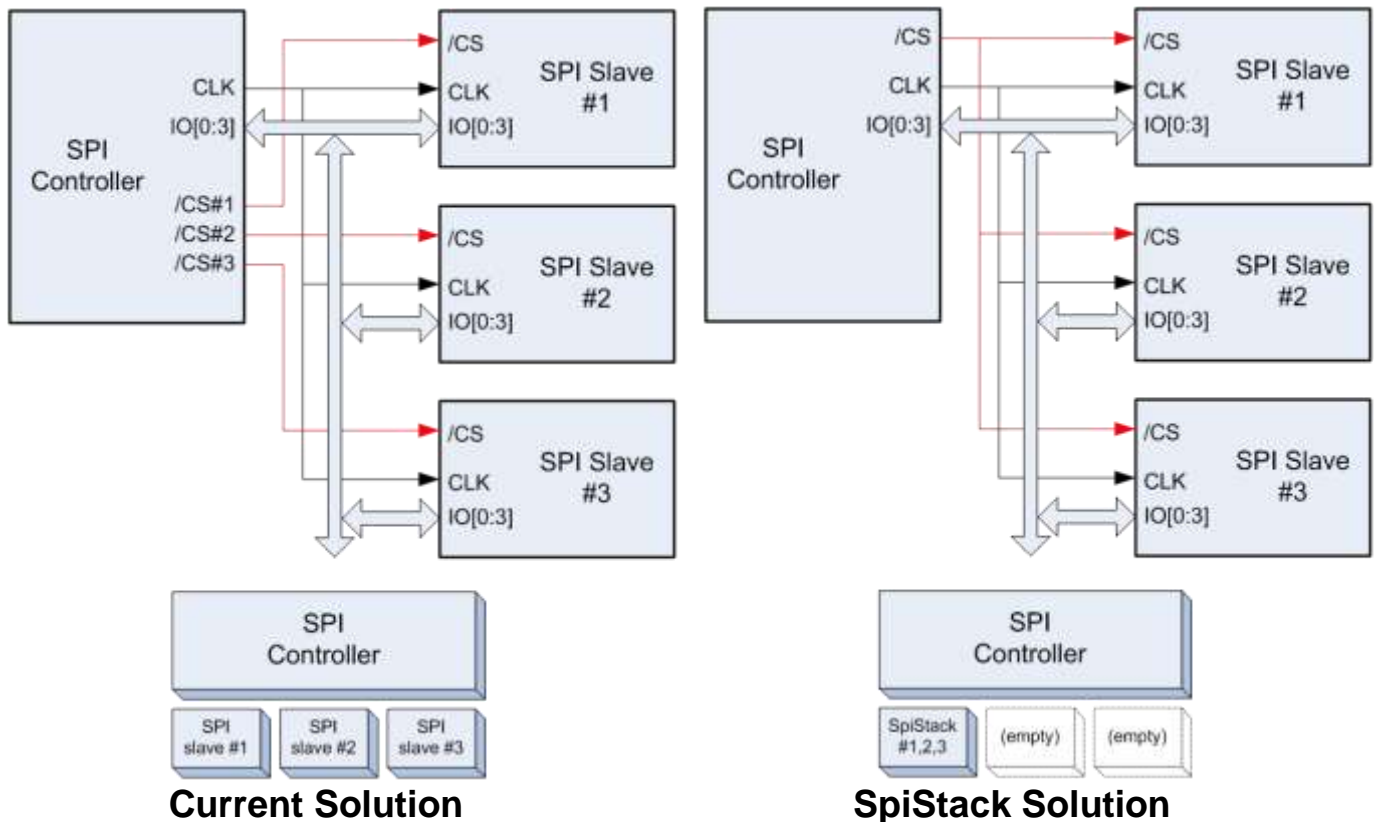 CLK
IO[0:3]
SPI
Controller
/CS#1
/CS#2
/CS#3
/CS
CLK
IO[0:3]
SPI Slave
#1
/CS
CLK
IO[0:3]
SPI Slave
#2
/CS
CLK
IO[0:3]
SPI Slave
#3
SPI
Controller
SPI
slave #1
SPI
slave #2
SPI
slave #3
Current Solution
/CS
CLK
IO[0:3]
SPI
Controller
/CS
CLK
IO[0:3]
SPI Slave
#1
/CS
CLK
IO[0:3]
SPI Slave
#2
/CS
CLK
IO[0:3]
SPI Slave
#3
SPI
Controller
SpiStack
#1,2,3
(empty)
(empty)
SpiStack Solution